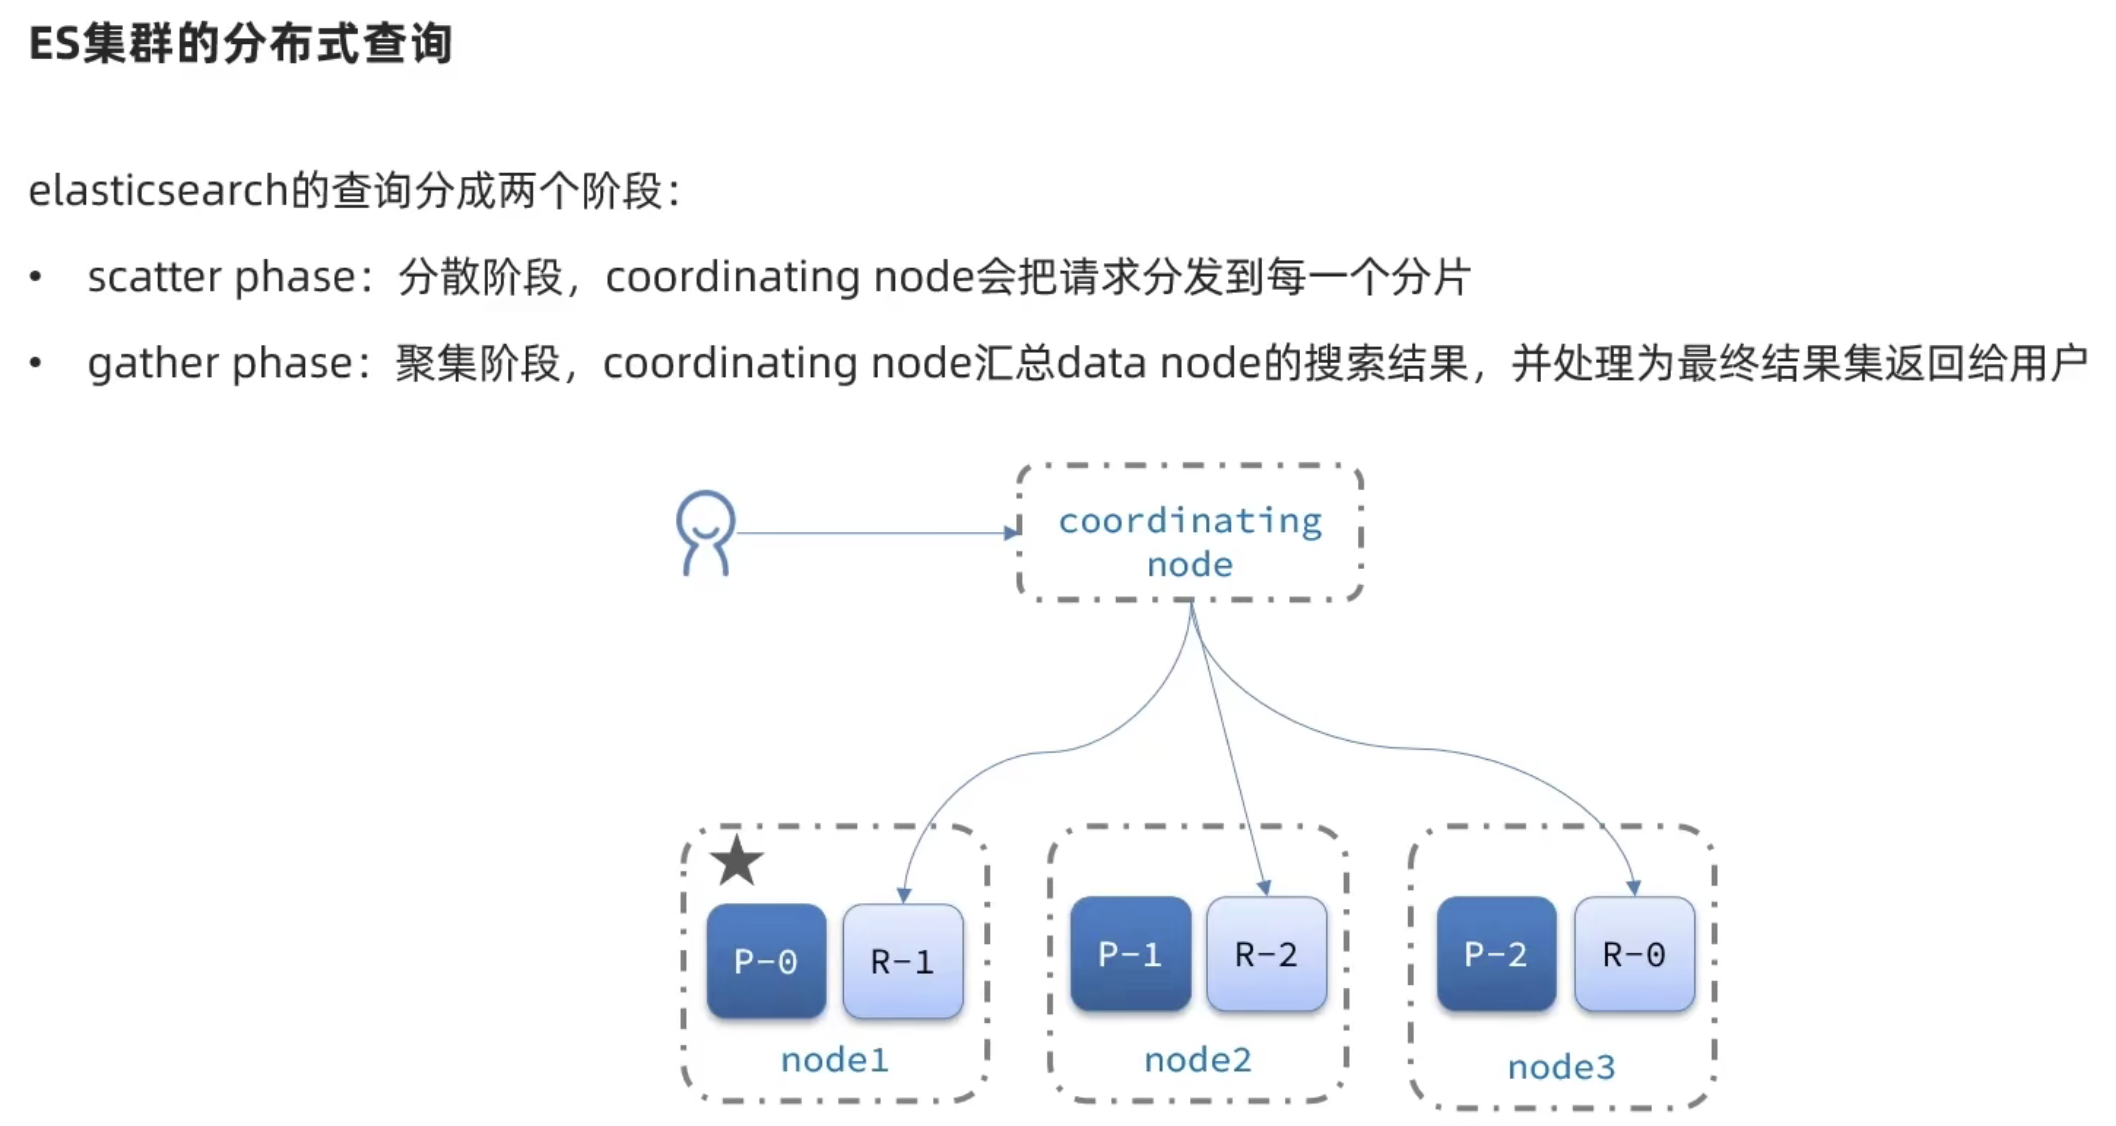 ES集群的分布式查询
elasticsearch的查询分成两个阶段：
• scatter phase：分散阶段，coordinating node会把请求分发到每一个分片
• gather phase：聚集阶段，coordinating node汇总data node的搜索结果，并处理为最终结果集返回给用户
coordinating
node
P-0 R-1 P-1 R-2 P-2 R-0
node1 node2 node3